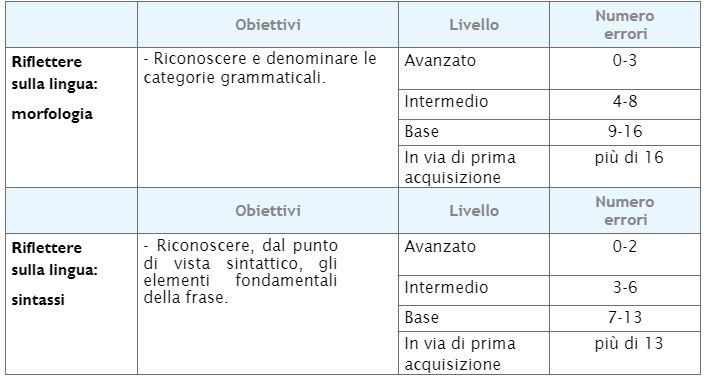 Obiettivi Livello Numero
errori
Riflettere
sulla lingua:
morfologia
- Riconoscere e denominare le
categorie grammaticali.
Avanzato 0-3
Intermedio 4-8
Base 9-16
In via di prima
acquisizione
più di 16
Obiettivi Livello Numero
errori
Riflettere
sulla lingua:
sintassi
- Riconoscere, dal punto
di vista sintattico, gli
elementi fondamentali
della frase.
Avanzato 0-2
Intermedio 3-6
Base 7-13
In via di prima
acquisizione
più di 13